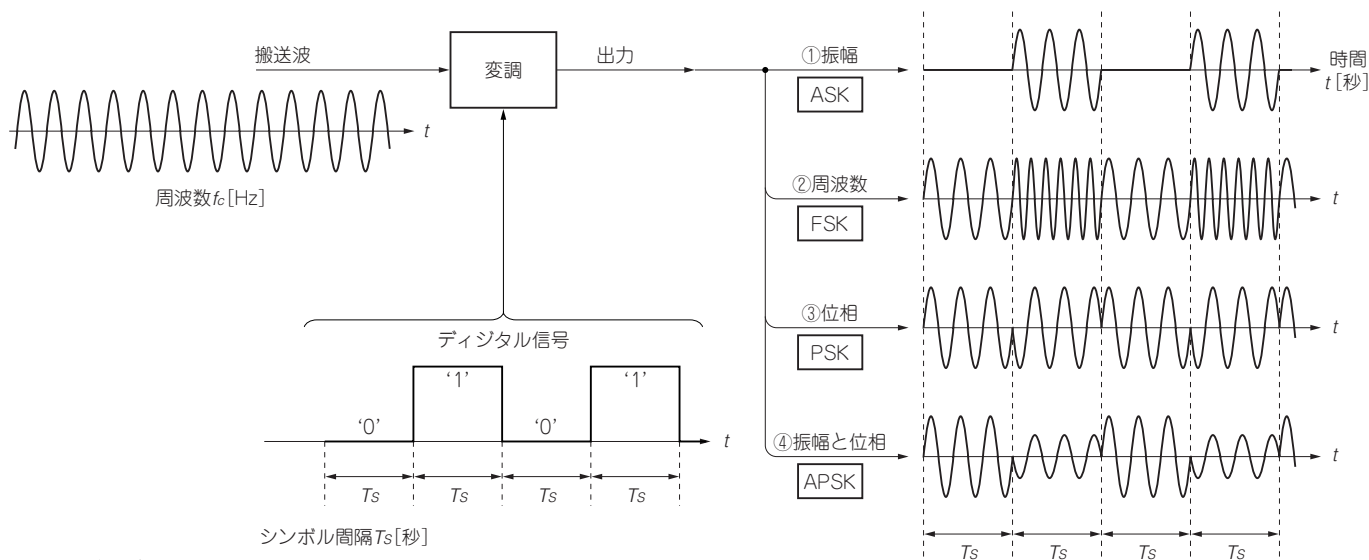 搬送波
変調
出力
t
周波数fc[Hz]
①振幅
ASK
時間
t[秒]
②周波数
FSK
t
③位相
PSK
t
④振幅と位相
APSK
t
Ts Ts Ts Ts
ディジタル信号
‘0’ ‘1’ ‘0’ ‘1’
t
Ts Ts Ts Ts
シンボル間隔Ts[秒]